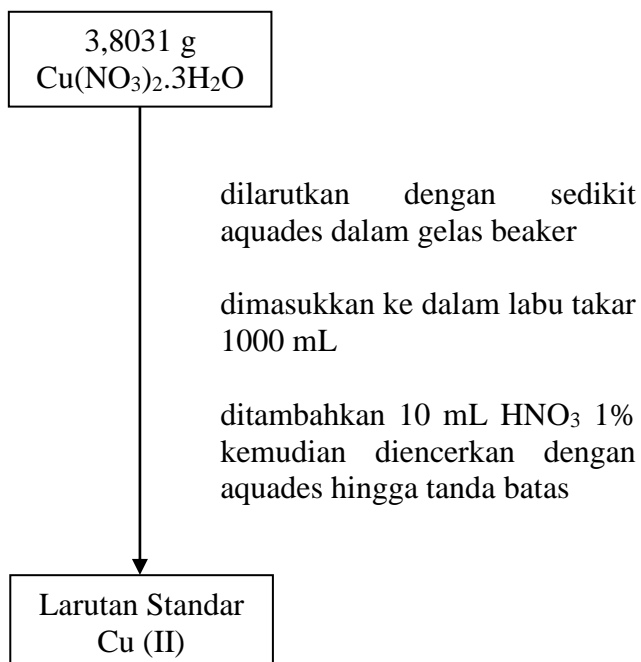 3,8031 g
Cu(NO₃)₂.3H₂O
dilarutkan dengan sedikit
aquades dalam gelas beaker
dimasukkan ke dalam labu takar
1000 mL
ditambahkan 10 mL HNO₃ 1%
kemudian diencerkan dengan
aquades hingga tanda batas
Larutan Standar
Cu (II)